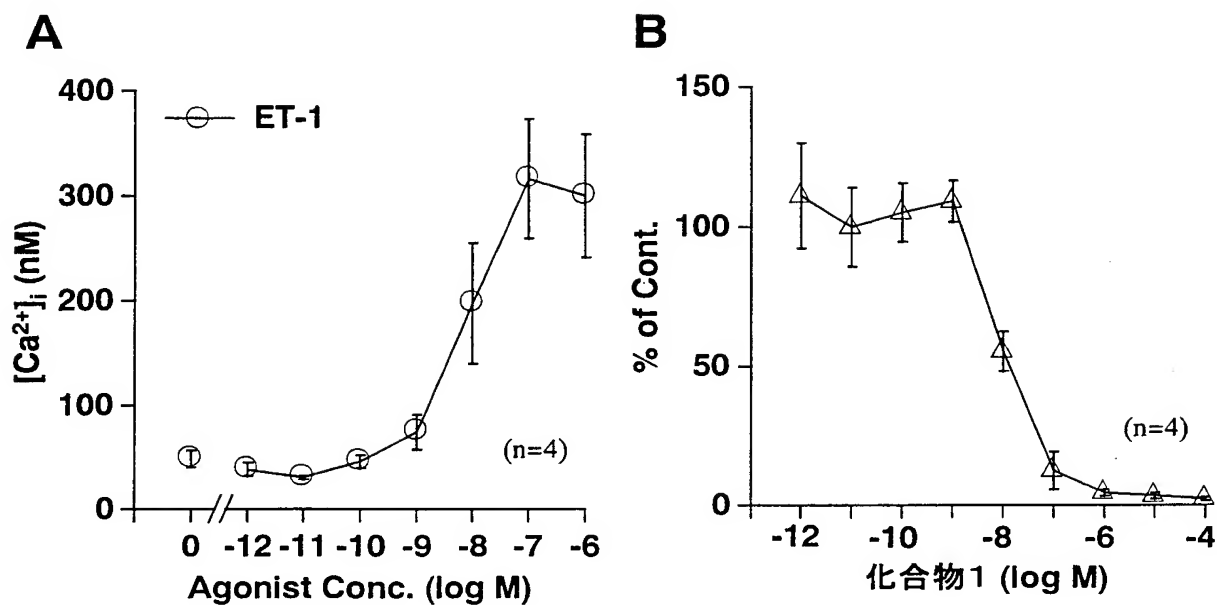 A
400
300
200
100
0
[Ca²⁺]ᵢ (nM)
ET-1
(n=4)
0 -12 -11 -10 -9 -8 -7 -6
Agonist Conc. (log M)
B
150
100
50
0
% of Cont.
(n=4)
-12 -10 -8 -6 -4
化合物1 (log M)